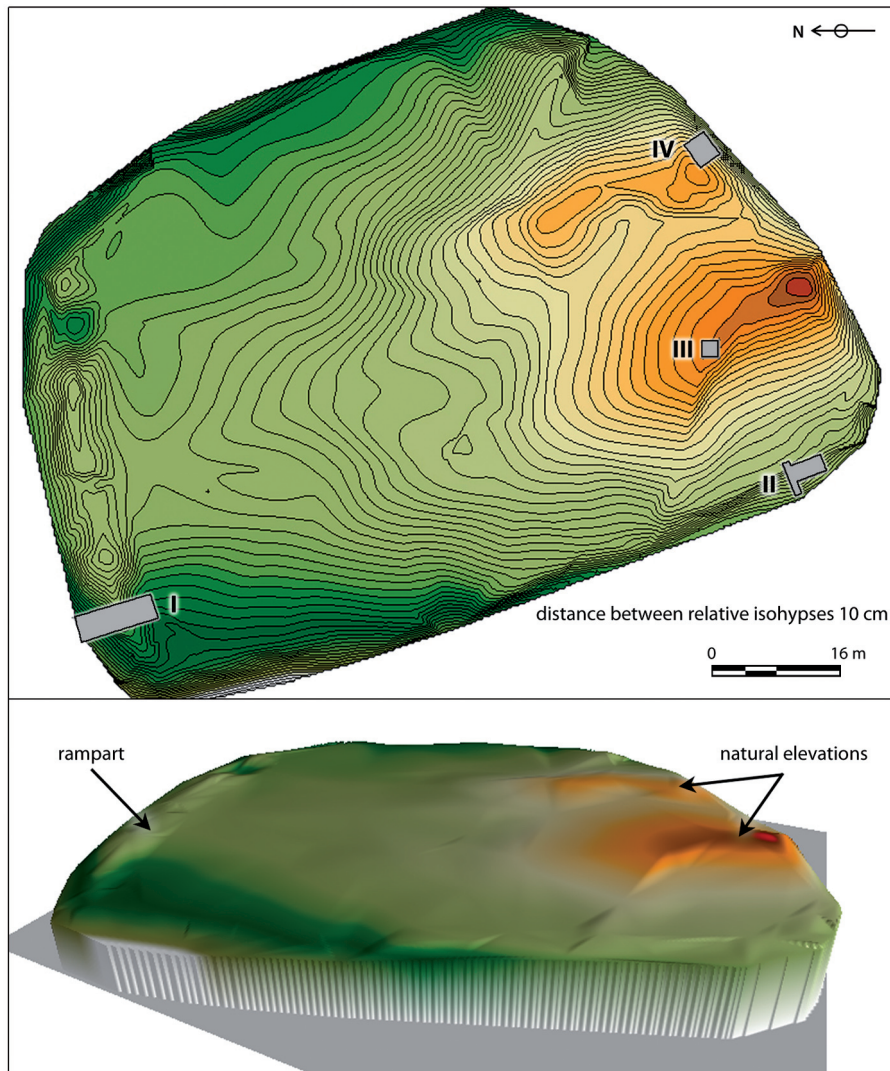 N
IV
III
II
I
distance between relative isohypses 10 cm
0 16 m
rampart
natural elevations